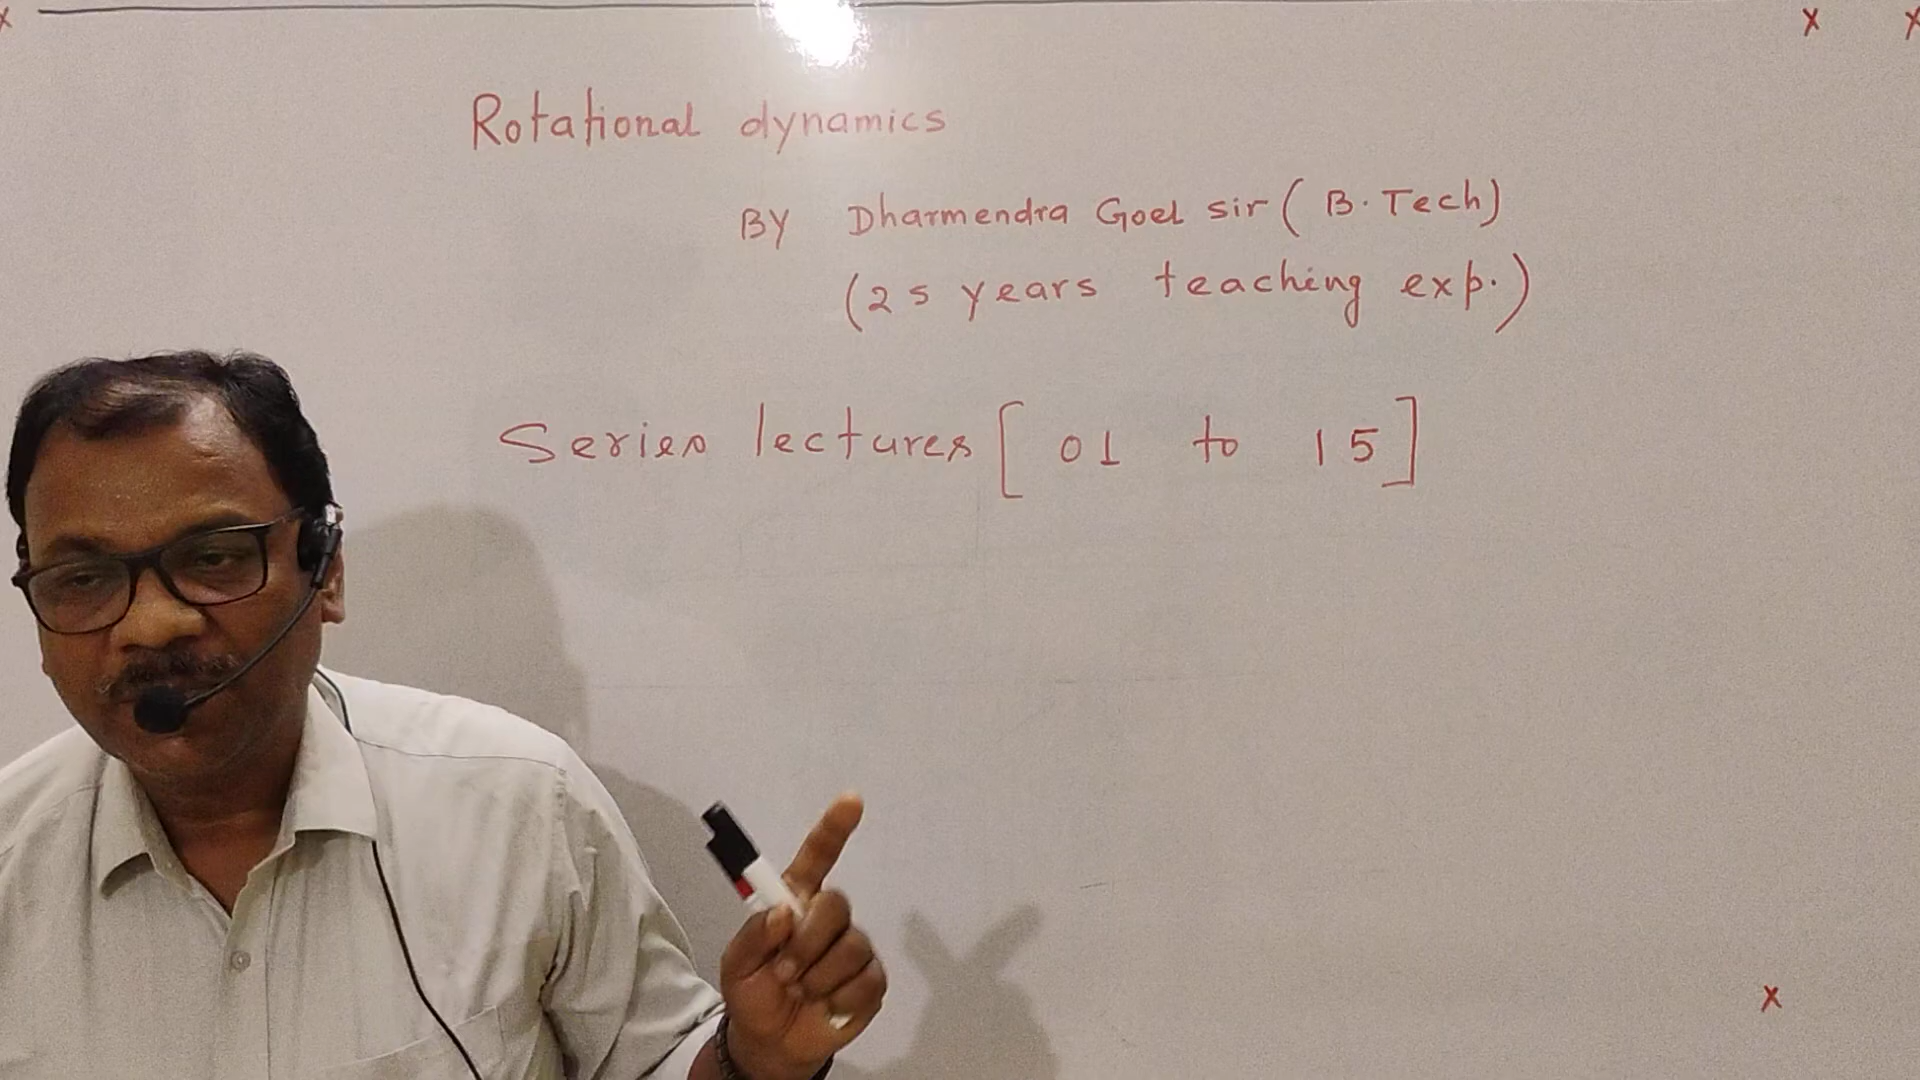 Rotational dynamics
BY Dharmendra Goel sir ( B. Tech)
(25 years teaching exp.)
Series lectures [ 01 to 15 ]